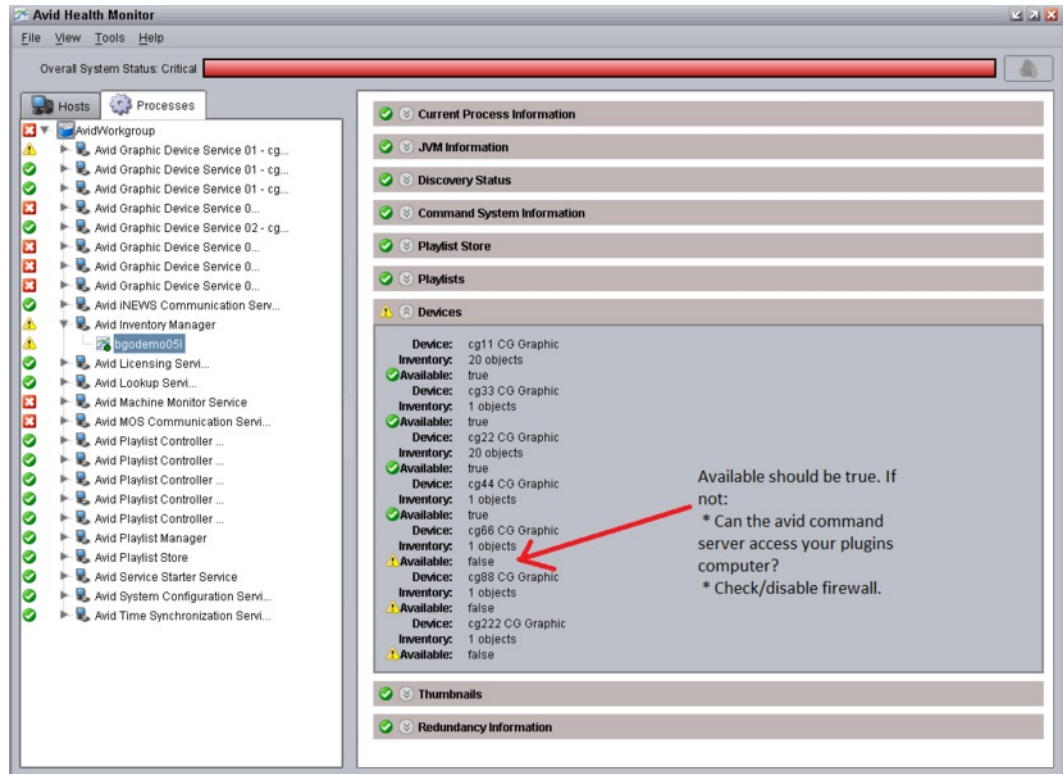 Avid Health Monitor
File View Tools Help
Overall System Status: Critical
Hosts Processes
AvidWorkgroup
Avid Graphic Device Service 01 - cg...
Avid Graphic Device Service 01 - cg...
Avid Graphic Device Service 01 - cg...
Avid Graphic Device Service 0...
Avid Graphic Device Service 02 - cg...
Avid Graphic Device Service 0...
Avid Graphic Device Service 0...
Avid Graphic Device Service 0...
Avid iNEWS Communication Serv...
Avid Inventory Manager
bgodemo05l
Avid Licensing Servi...
Avid Lookup Servi...
Avid Machine Monitor Service
Avid MOS Communication Servi...
Avid Playlist Controller ...
Avid Playlist Controller ...
Avid Playlist Controller ...
Avid Playlist Controller ...
Avid Playlist Controller ...
Avid Playlist Manager
Avid Playlist Store
Avid Service Starter Service
Avid System Configuration Servi...
Avid Time Synchronization Servi...
Current Process Information
JVM Information
Discovery Status
Command System Information
Playlist Store
Playlists
Devices
Device: cg11 CG Graphic
Inventory: 20 objects
Available: true
Device: cg33 CG Graphic
Inventory: 1 objects
Available: true
Device: cg22 CG Graphic
Inventory: 20 objects
Available: true
Device: cg44 CG Graphic
Inventory: 1 objects
Available: true
Device: cg66 CG Graphic
Inventory: 1 objects
Available: false
Device: cg88 CG Graphic
Inventory: 1 objects
Available: false
Device: cg222 CG Graphic
Inventory: 1 objects
Available: false
Available should be true. If
not:
* Can the avid command
server access your plugins
computer?
* Check/disable firewall.
Thumbnails
Redundancy Information